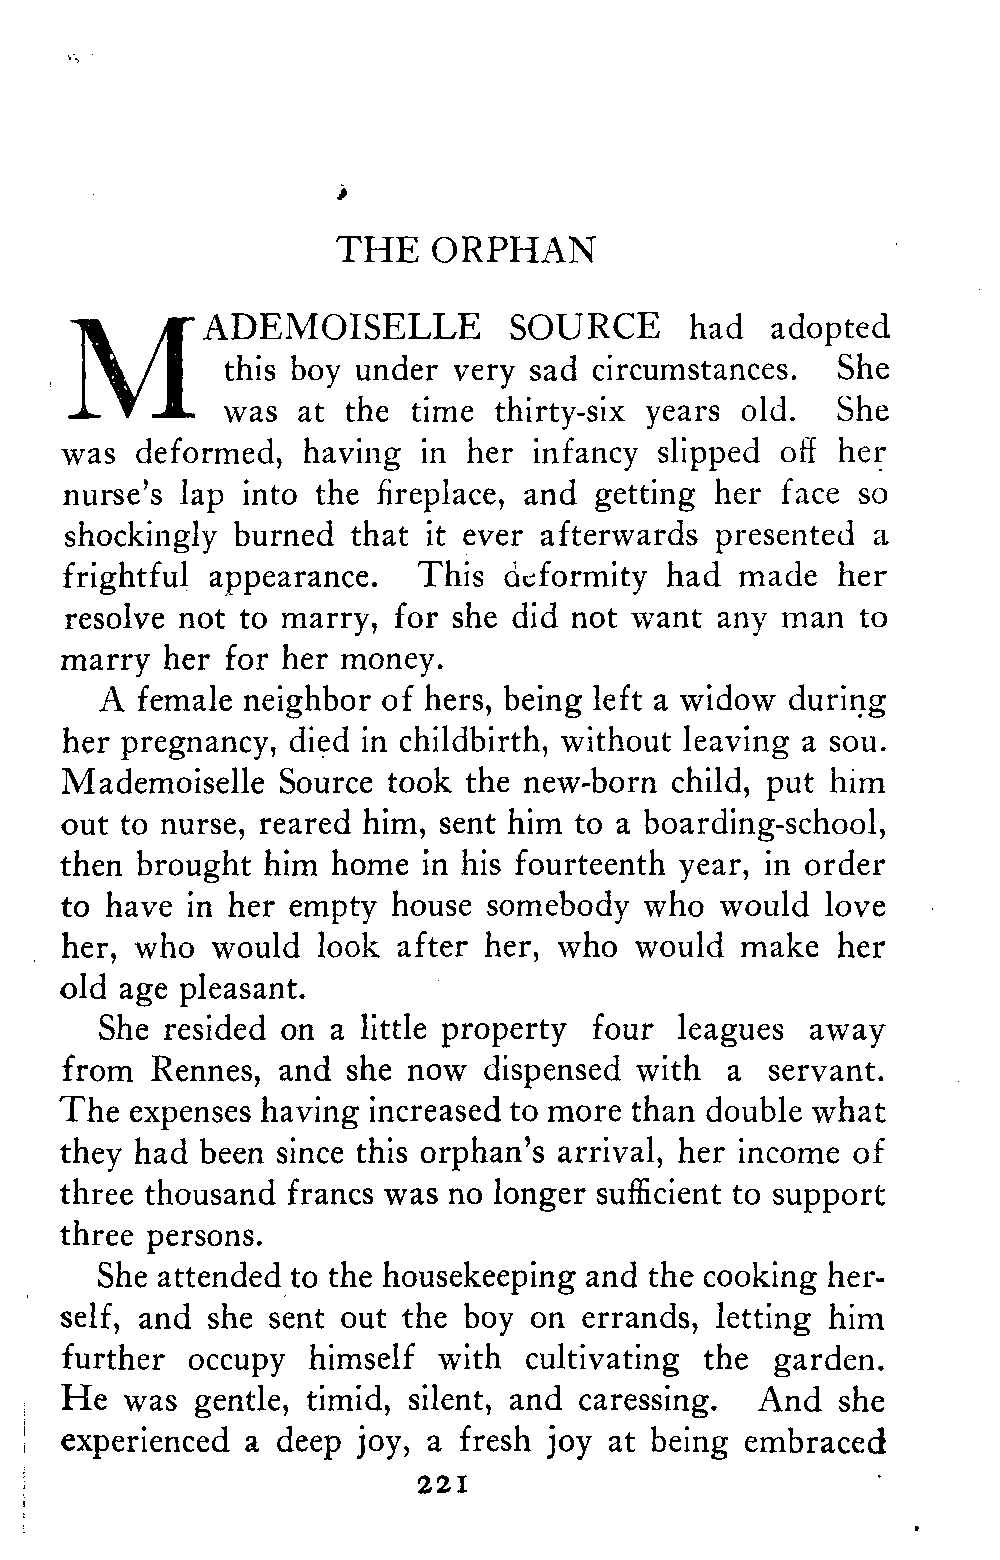 THE ORPHAN
MADEMOISELLE SOURCE had adopted
this boy under very sad circumstances. She
was at the time thirty-six years old. She
was deformed, having in her infancy slipped off her
nurse's lap into the fireplace, and getting her face so
shockingly burned that it ever afterwards presented a
frightful appearance. This deformity had made her
resolve not to marry, for she did not want any man to
marry her for her money.
A female neighbor of hers, being left a widow during
her pregnancy, died in childbirth, without leaving a sou.
Mademoiselle Source took the new-born child, put him
out to nurse, reared him, sent him to a boarding-school,
then brought him home in his fourteenth year, in order
to have in her empty house somebody who would love
her, who would look after her, who would make her
old age pleasant.
She resided on a little property four leagues away
from Rennes, and she now dispensed with a servant.
The expenses having increased to more than double what
they had been since this orphan's arrival, her income of
three thousand francs was no longer sufficient to support
three persons.
She attended to the housekeeping and the cooking her-
self, and she sent out the boy on errands, letting him
further occupy himself with cultivating the garden.
He was gentle, timid, silent, and caressing. And she
experienced a deep joy, a fresh joy at being embraced
221